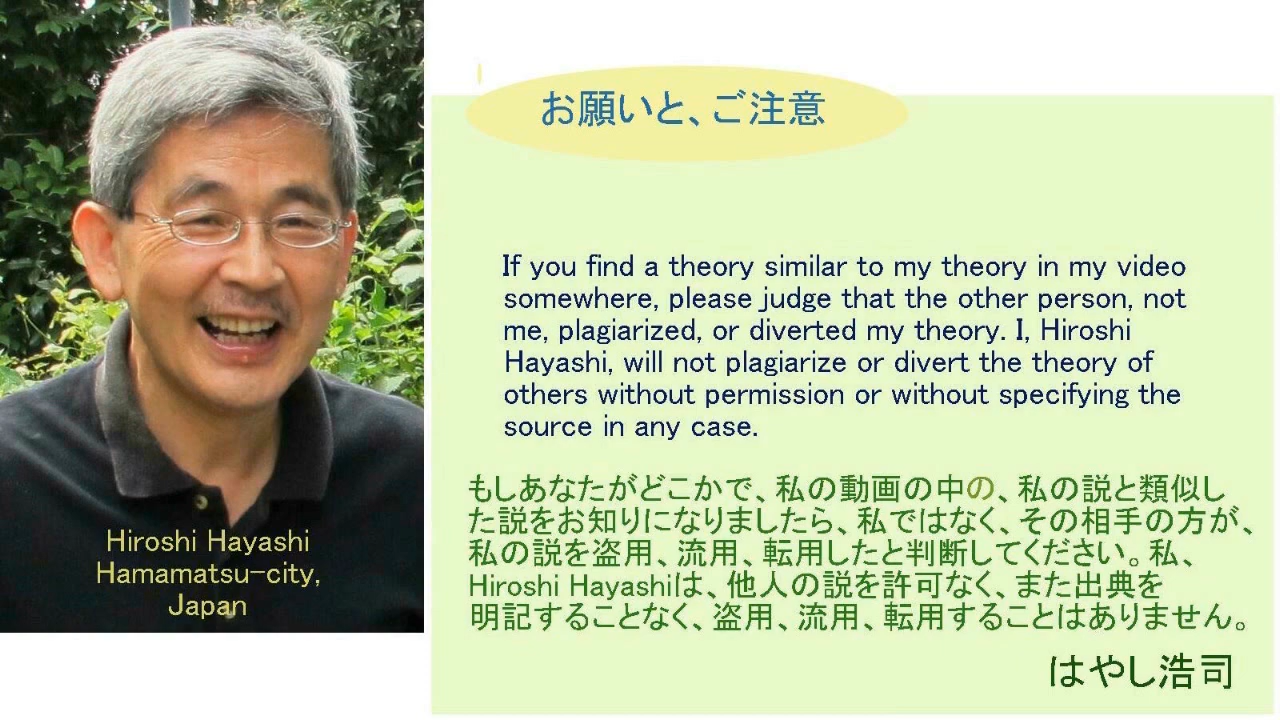 お願いと、ご注意
If you find a theory similar to my theory in my video
somewhere, please judge that the other person, not
me, plagiarized, or diverted my theory. I, Hiroshi
Hayashi, will not plagiarize or divert the theory of
others without permission or without specifying the
source in any case.
もしあなたがどこかで、私の動画の中の、私の説と類似し
た説をお知りになりましたら、私ではなく、その相手の方が、
私の説を盗用、流用、転用したと判断してください。私、
Hiroshi Hayashiは、他人の説を許可なく、また出典を
明記することなく、盗用、流用、転用することはありません。
はやし浩司
Hiroshi Hayashi
Hamamatsu-city,
Japan